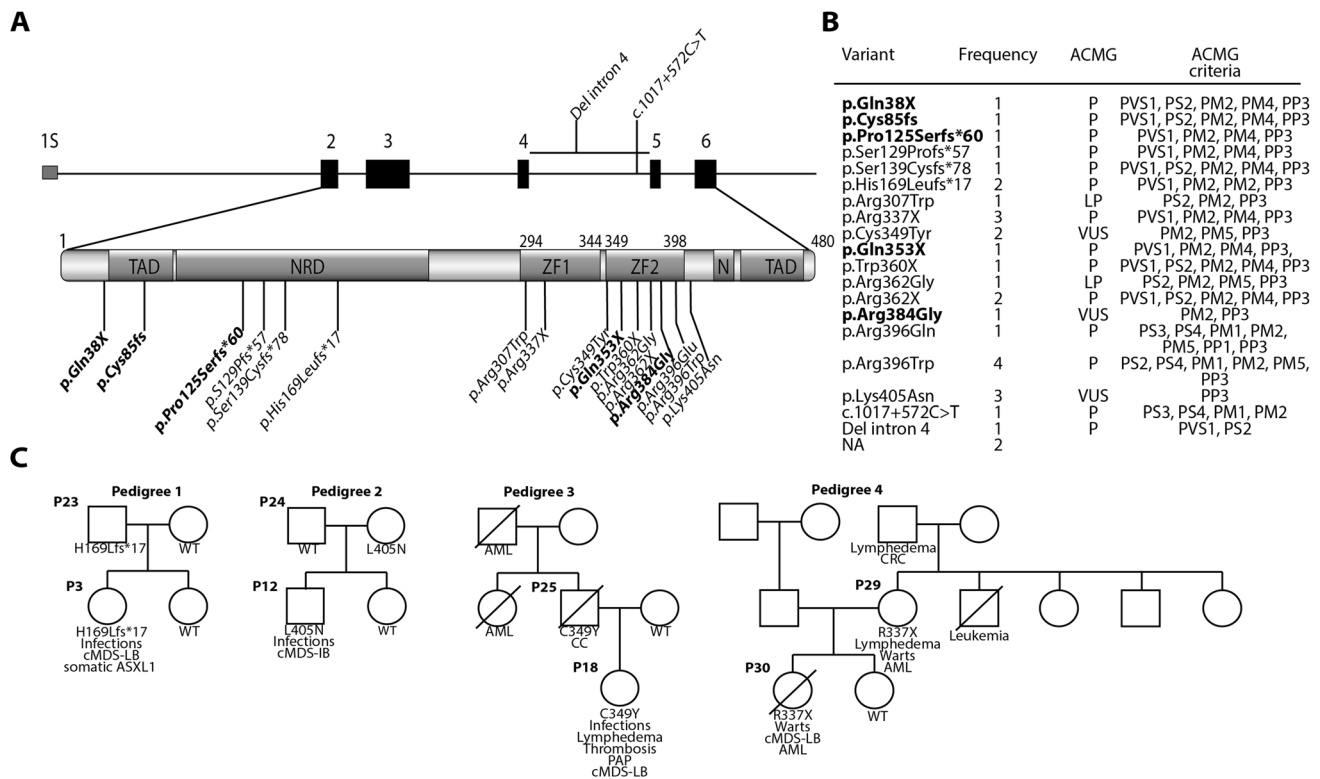 A
1S
2
3
4
5
6
Del intron 4
c.1017+572C>T
1
294
344
349
398
480
TAD
NRD
ZF1
ZF2
N
TAD
p.Gln38X
p.Cys85fs
p.Pro125Serfs*60
p.S129Pfs*57
p.Ser139Cysfs*78
p.His169Leufs*17
p.Arg307Trp
p.Arg337X
p.Cys349Tyr
p.Gln353X
p.Trp360X
p.Arg362Gly
p.Arg362X
p.Arg384Gly
p.Arg396Glu
p.Arg396Trp
p.Lys405Asn
B
Variant Frequency ACMG ACMG
criteria
p.Gln38X 1 P PVS1, PS2, PM2, PM4, PP3
p.Cys85fs 1 P PVS1, PS2, PM2, PM4, PP3
p.Pro125Serfs*60 1 P PVS1, PM2, PM4, PP3
p.Ser129Profs*57 1 P PVS1, PM2, PM4, PP3
p.Ser139Cysfs*78 1 P PVS1, PS2, PM2, PM4, PP3
p.His169Leufs*17 2 P PVS1, PM2, PM2, PP3
p.Arg307Trp 1 LP PS2, PM2, PP3
p.Arg337X 3 P PVS1, PM2, PM4, PP3
p.Cys349Tyr 2 VUS PM2, PM5, PP3
p.Gln353X 1 P PVS1, PM2, PM4, PP3,
p.Trp360X 1 P PVS1, PS2, PM2, PM4, PP3
p.Arg362Gly 1 LP PS2, PM2, PM5, PP3
p.Arg362X 2 P PVS1, PS2, PM2, PM4, PP3
p.Arg384Gly 1 VUS PM2, PP3
p.Arg396Gln 1 P PS3, PS4, PM1, PM2,
PM5, PP1, PP3
p.Arg396Trp 4 P PS2, PS4, PM1, PM2, PM5,
PP3
p.Lys405Asn 3 VUS PP3
c.1017+572C>T 1 P PS3, PS4, PM1, PM2
Del intron 4 1 P PVS1, PS2
NA 2
C
Pedigree 1
P23
H169Lfs*17
WT
P3
H169Lfs*17
Infections
cMDS-LB
somatic ASXL1
WT
Pedigree 2
P24
WT
L405N
P12
L405N
Infections
cMDS-IB
WT
Pedigree 3
AML
P25
AML
C349Y
CC
WT
P18
C349Y
Infections
Lymphedema
Thrombosis
PAP
cMDS-LB
Pedigree 4
Lymphedema
CRC
P29
R337X
Lymphedema
Warts
AML
Leukemia
P30
R337X
Warts
cMDS-LB
AML
WT